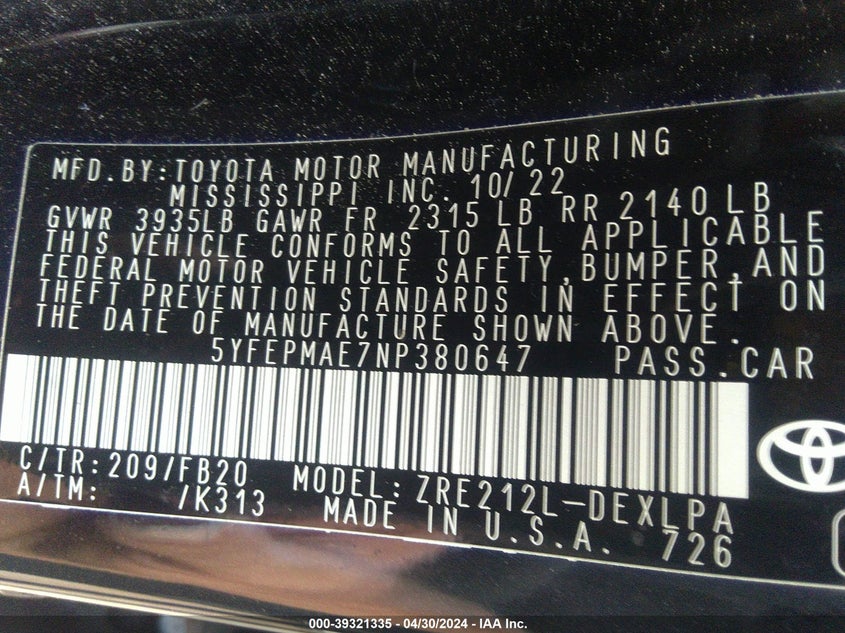 MFD.BY:TOYOTA MOTOR MANUFACTURING
MISSISSIPPI INC. 10/22
GVWR 3935LB GAWR FR 2315 LB RR 2140 LB
THIS VEHICLE CONFORMS TO ALL APPLICABLE
FEDERAL MOTOR VEHICLE SAFETY,BUMPER,AND
THEFT PREVENTION STANDARDS IN EFFECT ON
THE DATE OF MANUFACTURE SHOWN ABOVE.
5YFEPMAE7NP380647 PASS.CAR
C/TR:209/FB20 MODEL:ZRE212L-DEXLPA
A/TM: /K313 MADE IN U.S.A. 726
000-39321335 - 04/30/2024 - IAA Inc.